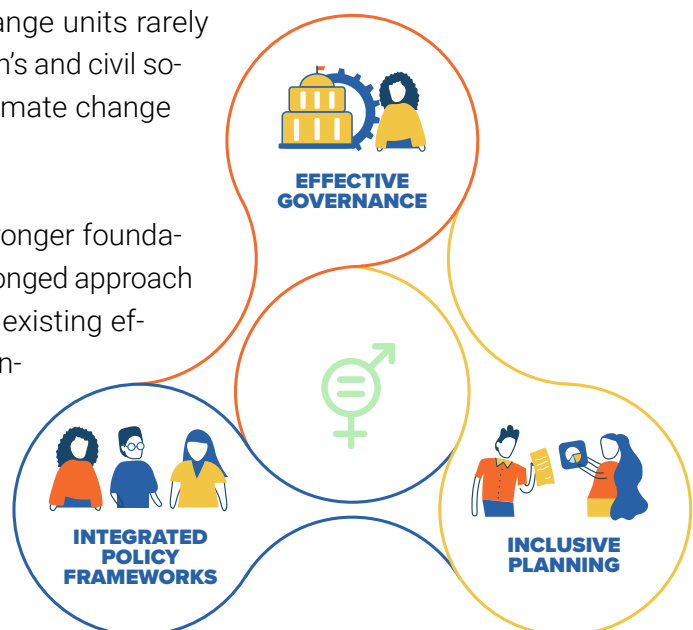 ange units rarely
n's and civil so-
mate change
onger founda-
onged approach
existing ef-
n-
EFFECTIVE
GOVERNANCE
INTEGRATED
POLICY
FRAMEWORKS
INCLUSIVE
PLANNING